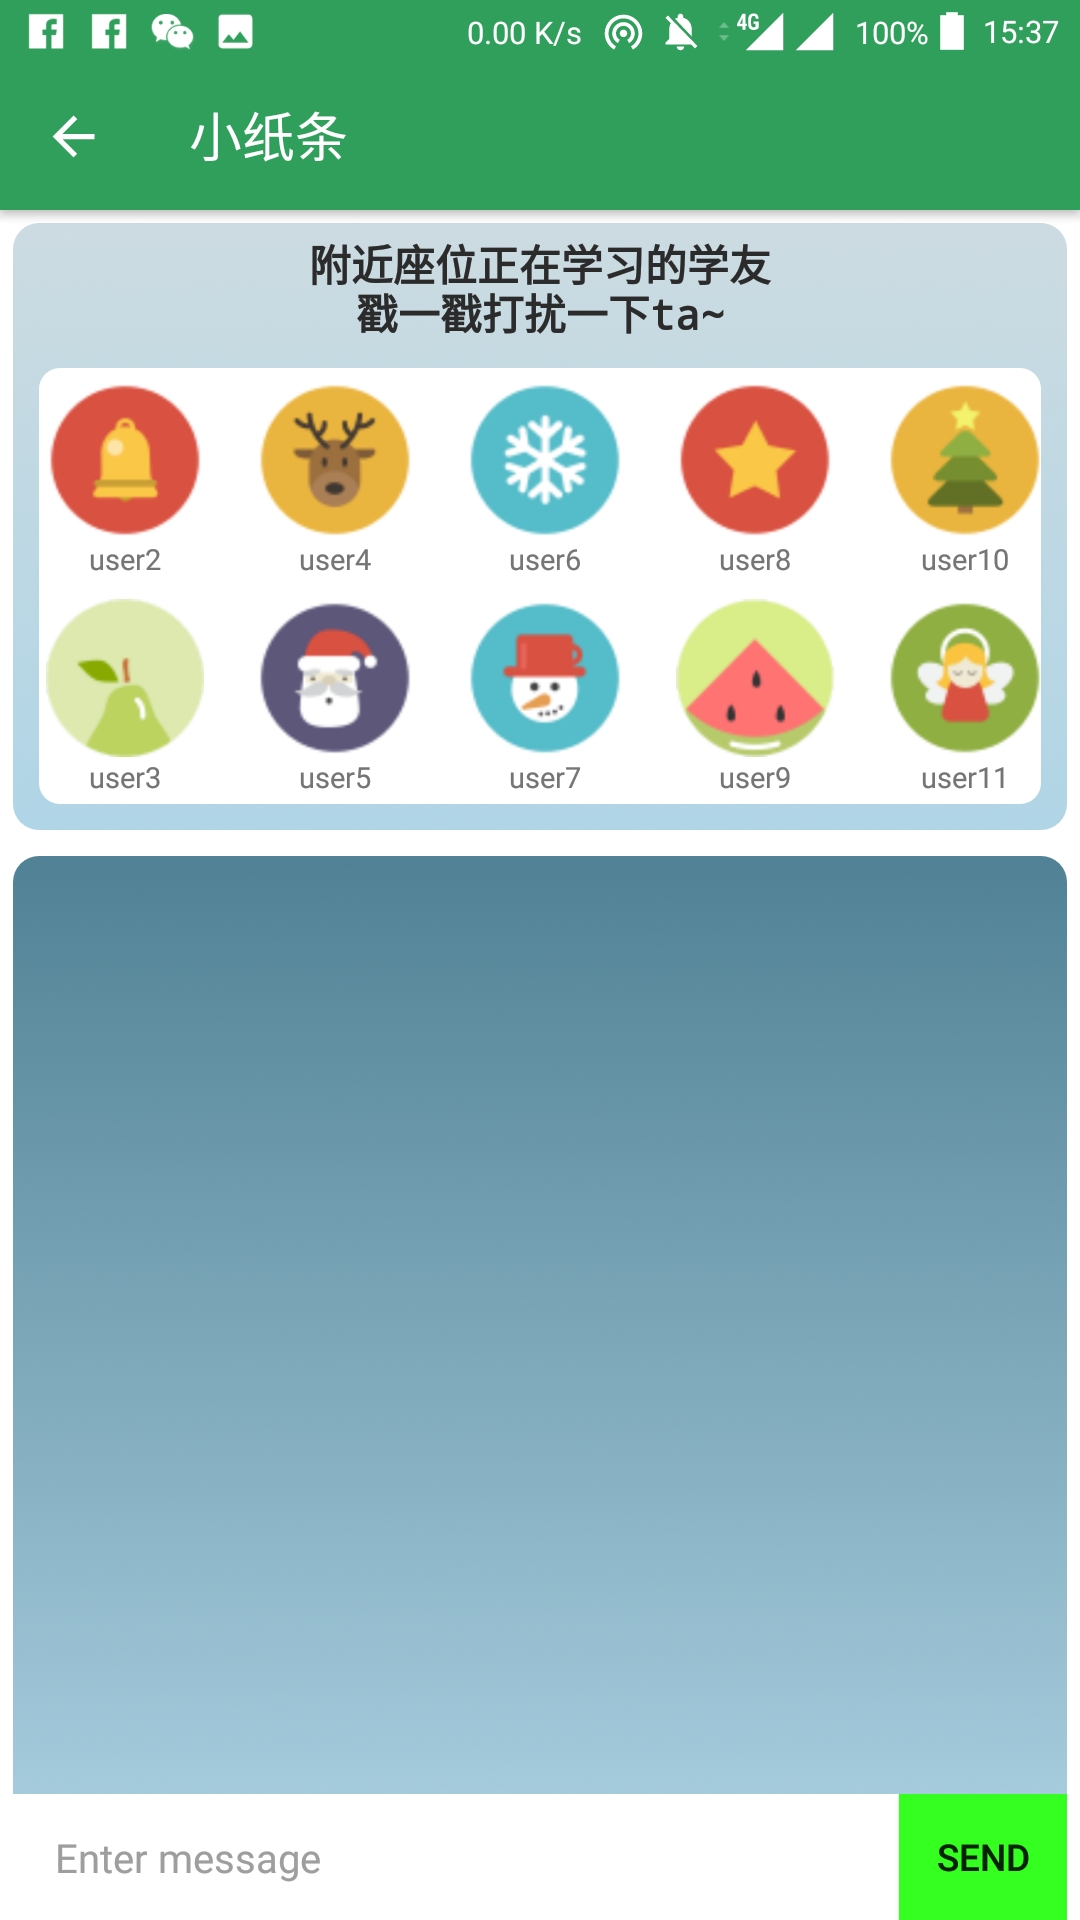 0.00 K/s 4G 100% 15:37
小纸条
附近座位正在学习的学友
戳一戳打扰一下ta~
user2 user4 user6 user8 user10
user3 user5 user7 user9 user11
Enter message SEND